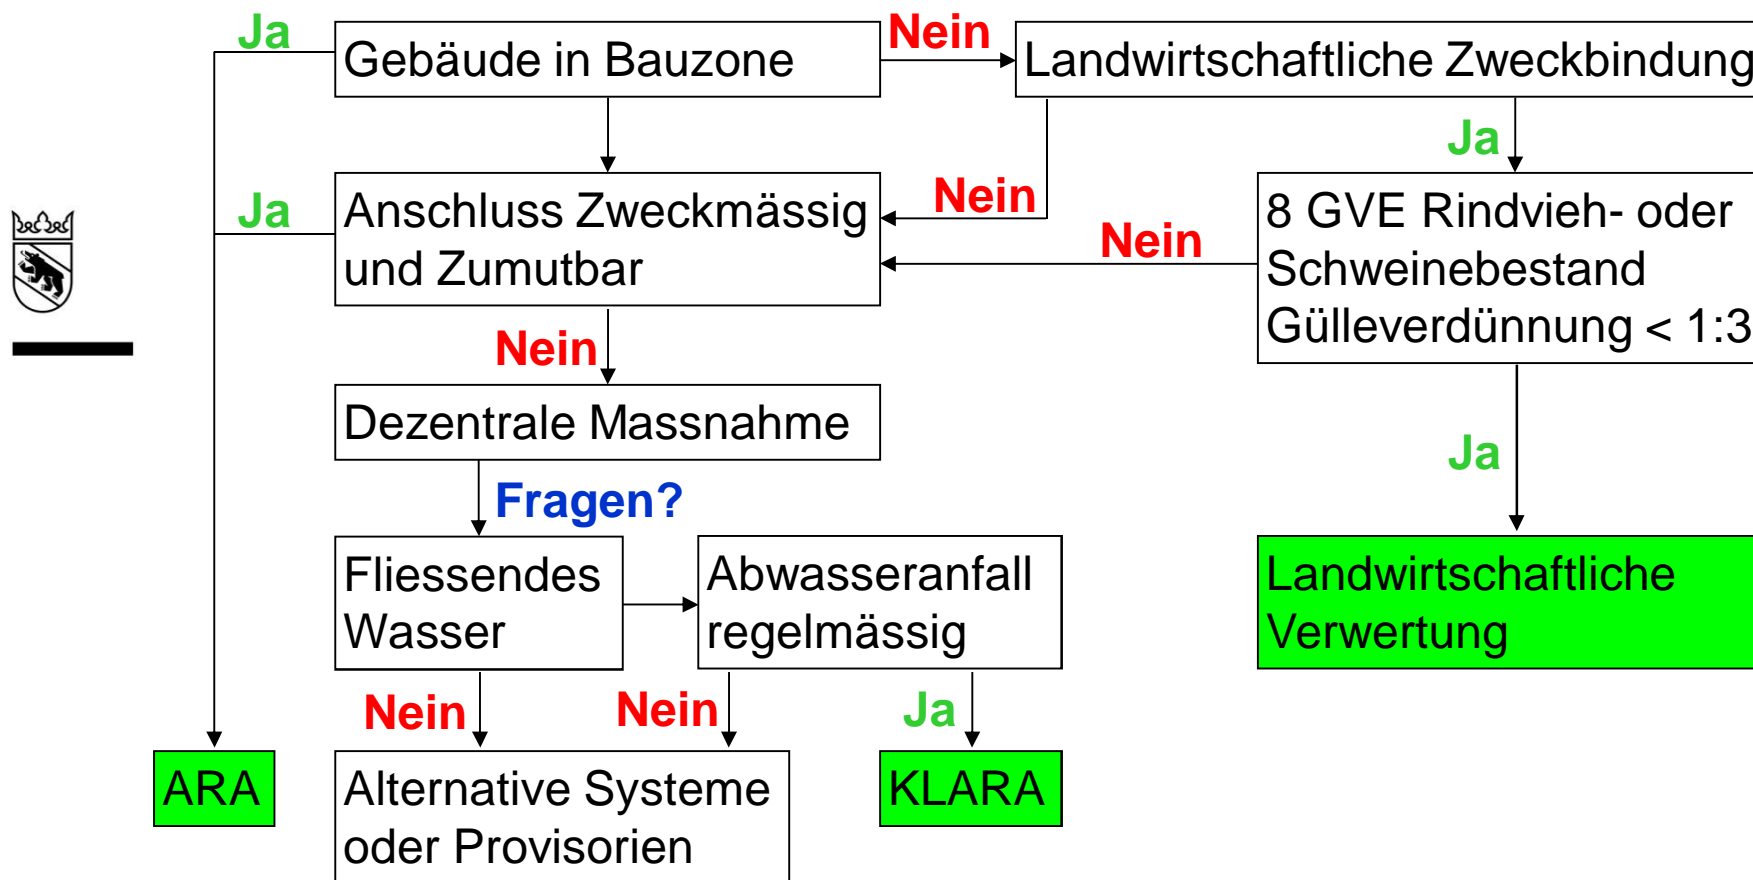 Ja
Gebäude in Bauzone
Nein
Landwirtschaftliche Zweckbindung
Ja
Ja
Anschluss Zweckmässig
und Zumutbar
Nein
Nein
8 GVE Rindvieh- oder
Schweinebestand
Gülleverdünnung < 1:3
Nein
Dezentrale Massnahme
Ja
Fragen?
Fliessendes
Wasser
Abwasseranfall
regelmässig
Landwirtschaftliche
Verwertung
Nein
Nein
Ja
ARA
Alternative Systeme
oder Provisorien
KLARA